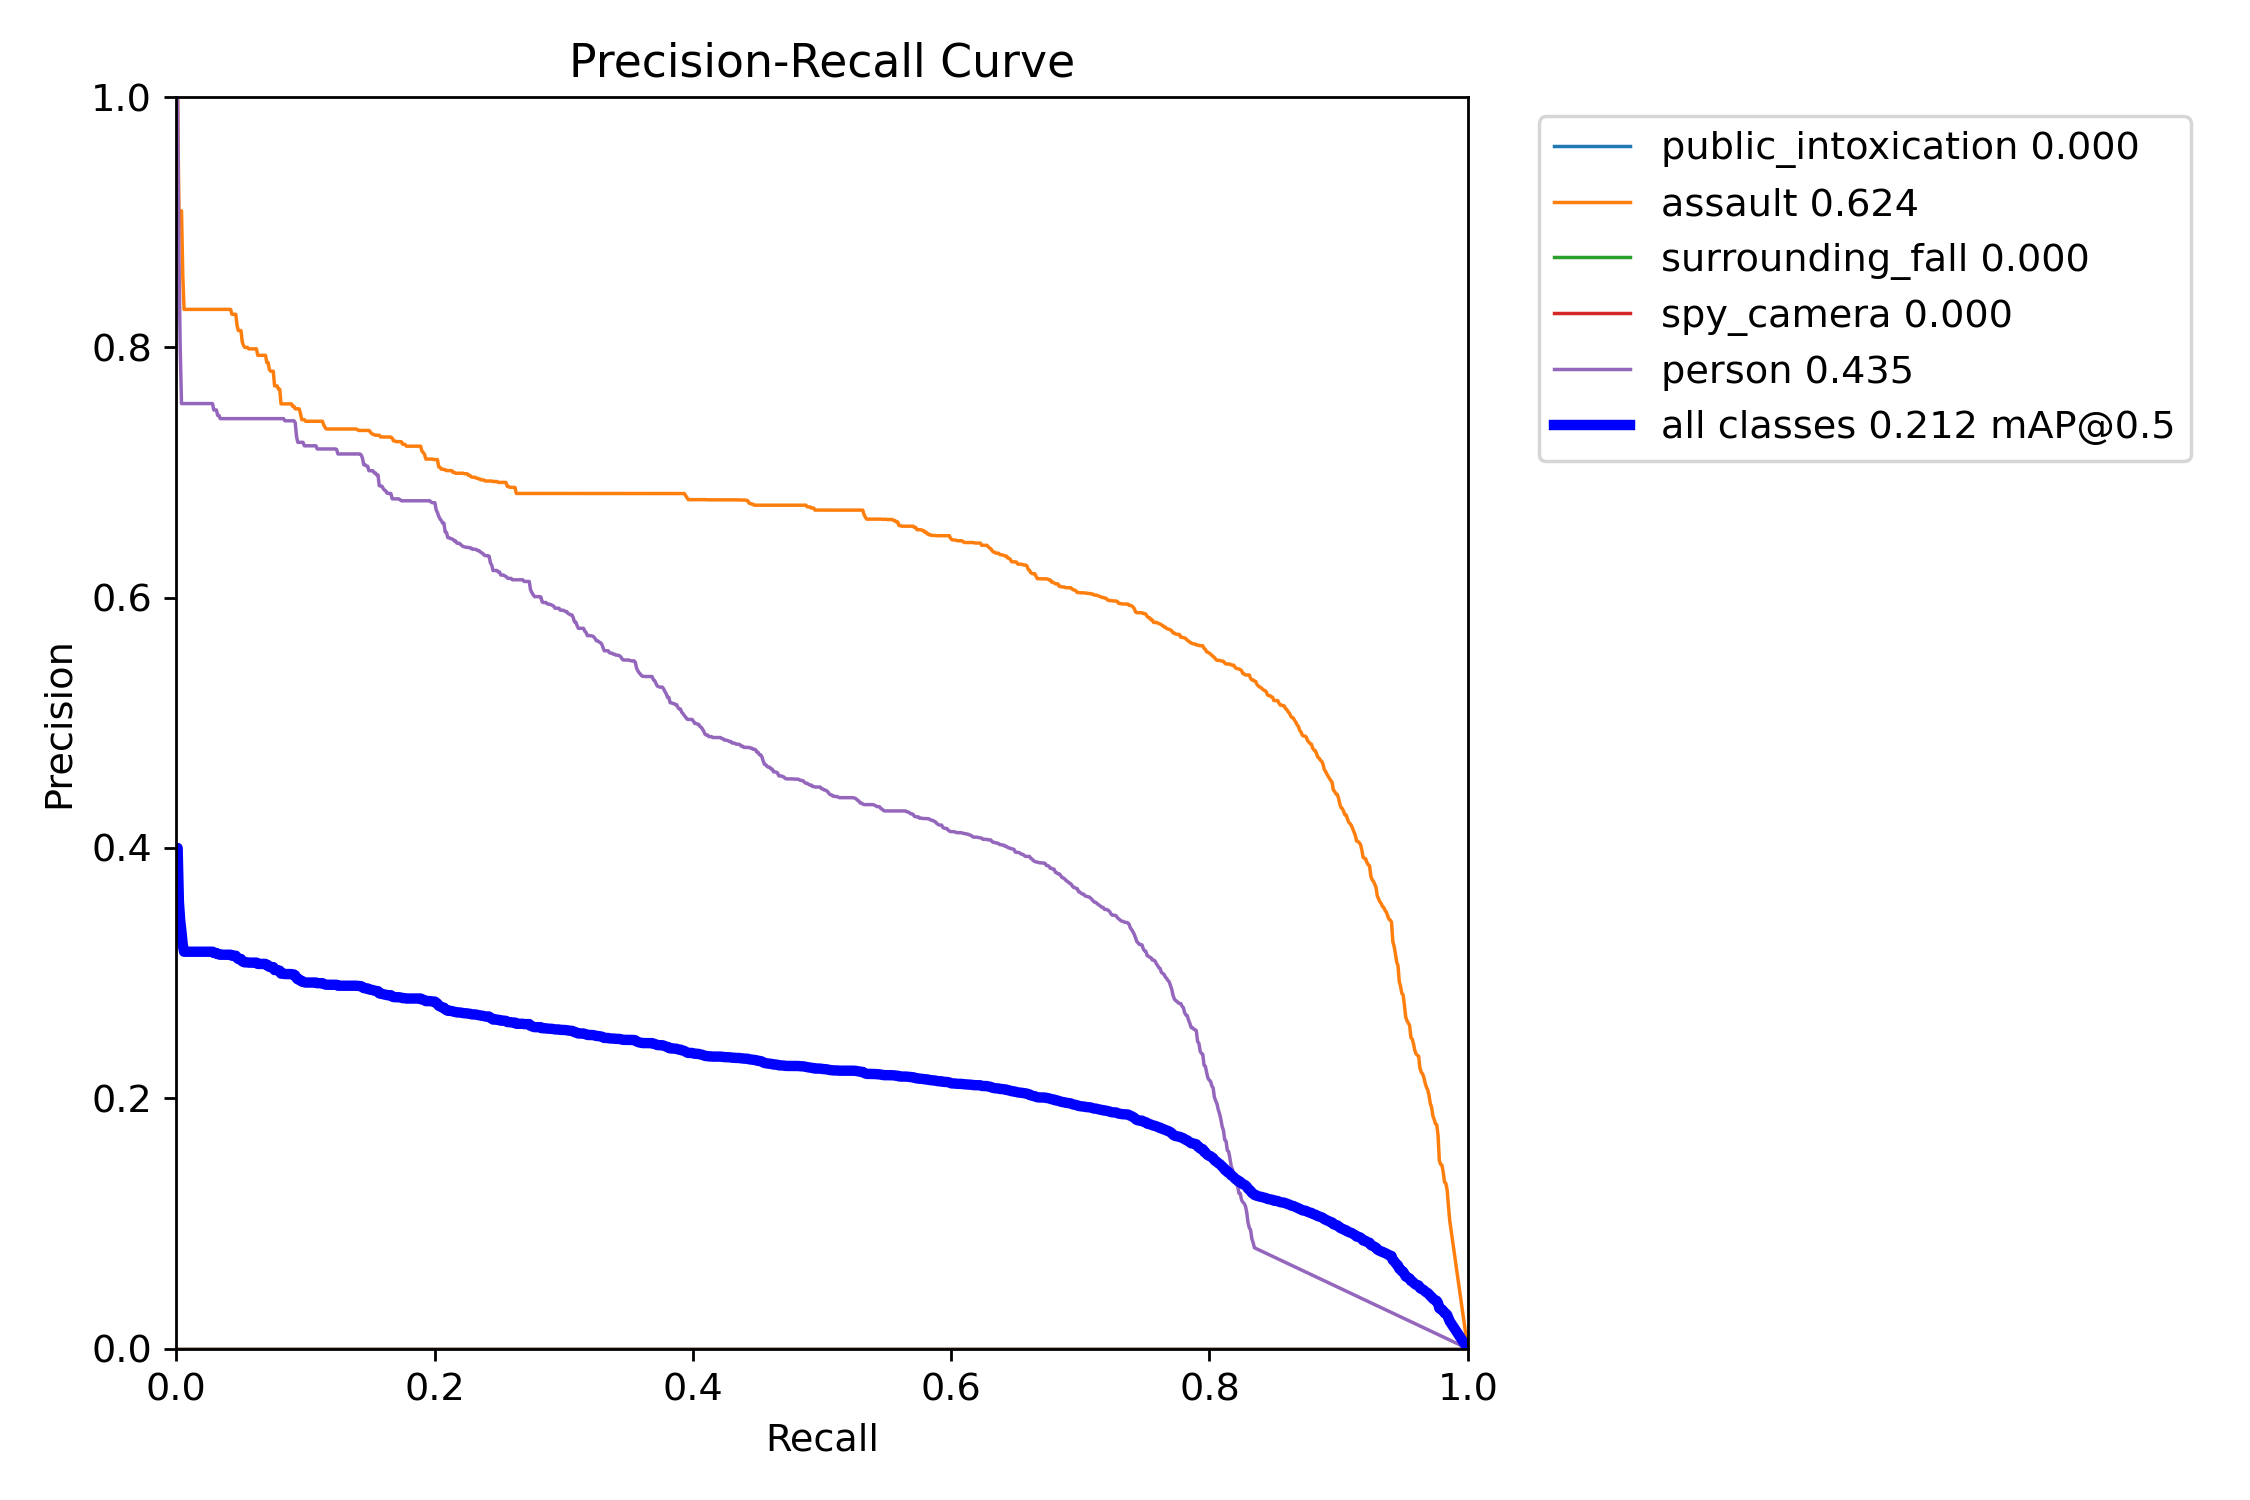 Precision-Recall Curve
1.0
0.8
0.6
0.4
0.2
0.0
Precision
0.0 0.2 0.4 0.6 0.8 1.0
Recall
public_intoxication 0.000
assault 0.624
surrounding_fall 0.000
spy_camera 0.000
person 0.435
all classes 0.212 mAP@0.5